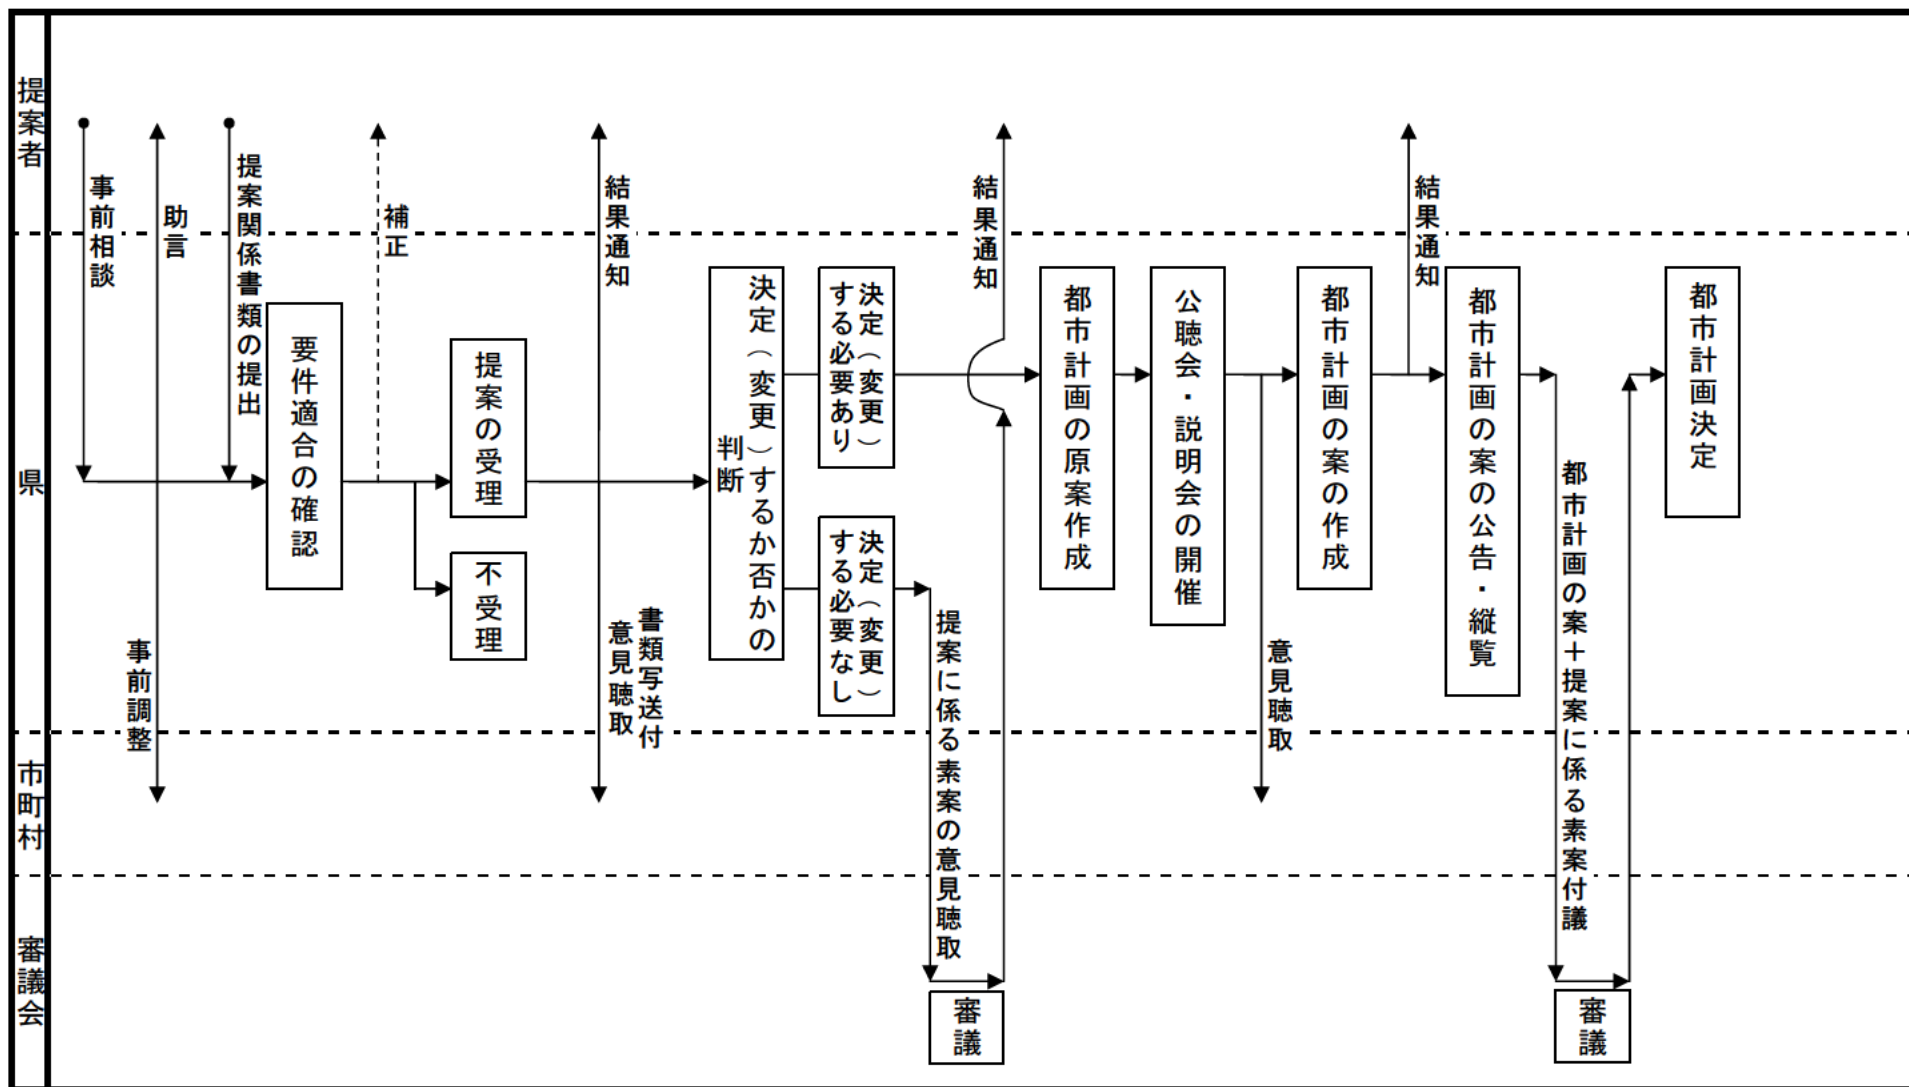 提案者
県
市町村
審議会
事前相談
助言
事前調整
提案関係書類の提出
要件適合の確認
補正
提案の受理
不受理
結果通知
書類写送付
意見聴取
決定（変更）するか否かの
判断
決定（変更）
する必要あり
決定（変更）
する必要なし
提案に係る素案の意見聴取
審議
結果通知
都市計画の原案作成
公聴会・説明会の開催
意見聴取
都市計画の案の作成
結果通知
都市計画の案の公告・縦覧
都市計画の案＋提案に係る素案付議
審議
都市計画決定